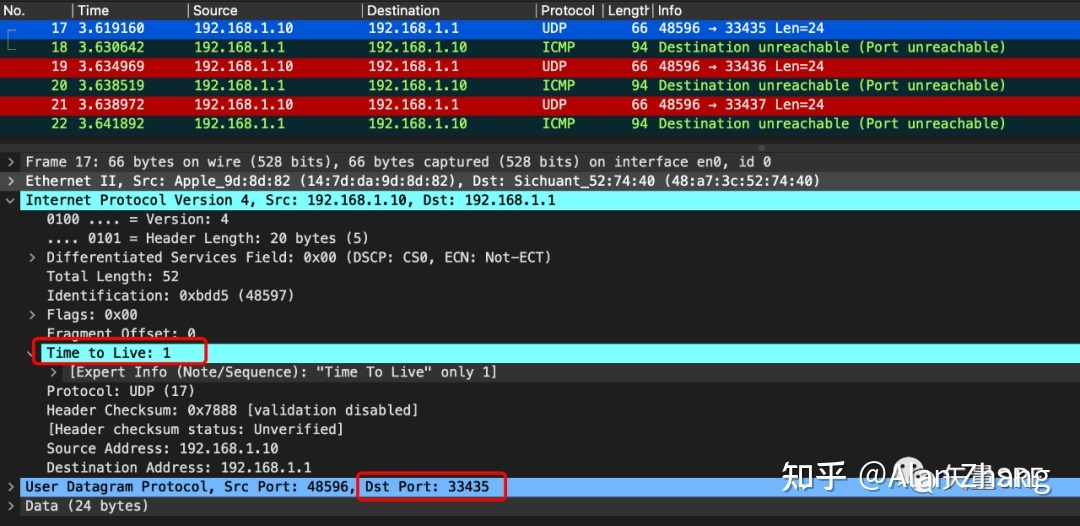 No. Time Source Destination Protocol Length Info
17 3.619160 192.168.1.10 192.168.1.1 UDP 66 48596 → 33435 Len=24
18 3.630642 192.168.1.1 192.168.1.10 ICMP 94 Destination unreachable (Port unreachable)
19 3.634969 192.168.1.10 192.168.1.1 UDP 66 48596 → 33436 Len=24
20 3.638519 192.168.1.1 192.168.1.10 ICMP 94 Destination unreachable (Port unreachable)
21 3.638972 192.168.1.10 192.168.1.1 UDP 66 48596 → 33437 Len=24
22 3.641892 192.168.1.1 192.168.1.10 ICMP 94 Destination unreachable (Port unreachable)
Frame 17: 66 bytes on wire (528 bits), 66 bytes captured (528 bits) on interface en0, id 0
Ethernet II, Src: Apple_9d:8d:82 (14:7d:da:9d:8d:82), Dst: Sichuant_52:74:40 (48:a7:3c:52:74:40)
Internet Protocol Version 4, Src: 192.168.1.10, Dst: 192.168.1.1
0100 .... = Version: 4
.... 0101 = Header Length: 20 bytes (5)
Differentiated Services Field: 0x00 (DSCP: CS0, ECN: Not-ECT)
Total Length: 52
Identification: 0xbdd5 (48597)
Flags: 0x00
Fragment Offset: 0
Time to Live: 1
[Expert Info (Note/Sequence): "Time To Live" only 1]
Protocol: UDP (17)
Header Checksum: 0x7888 [validation disabled]
[Header checksum status: Unverified]
Source Address: 192.168.1.10
Destination Address: 192.168.1.1
User Datagram Protocol, Src Port: 48596, Dst Port: 33435
Data (24 bytes)
知乎 @Alan Zhang